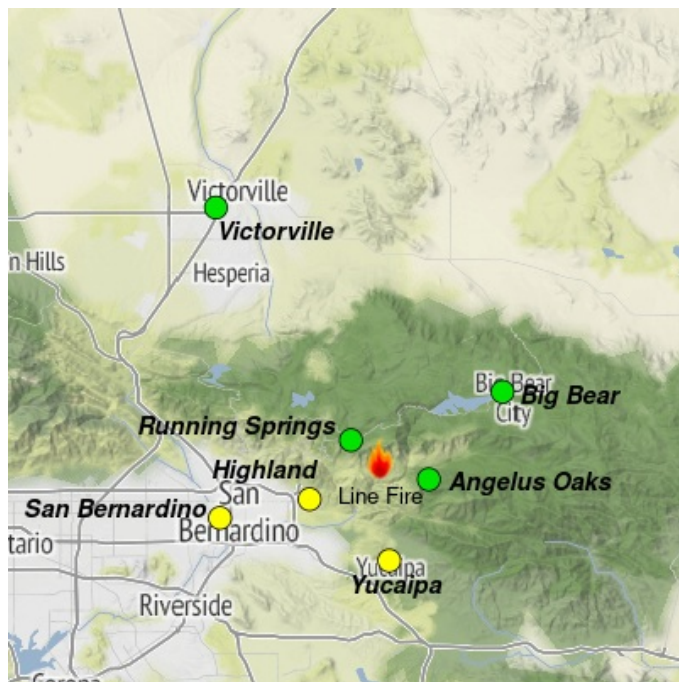 Victorville
Victorville
n Hills
Hesperia
Big Bear
City
Big Bear
Running Springs
Highland
Line Fire
Angelus Oaks
San
Bernardino
San Bernardino
tario
Yucaipa
Yucaipa
Riverside
Corona